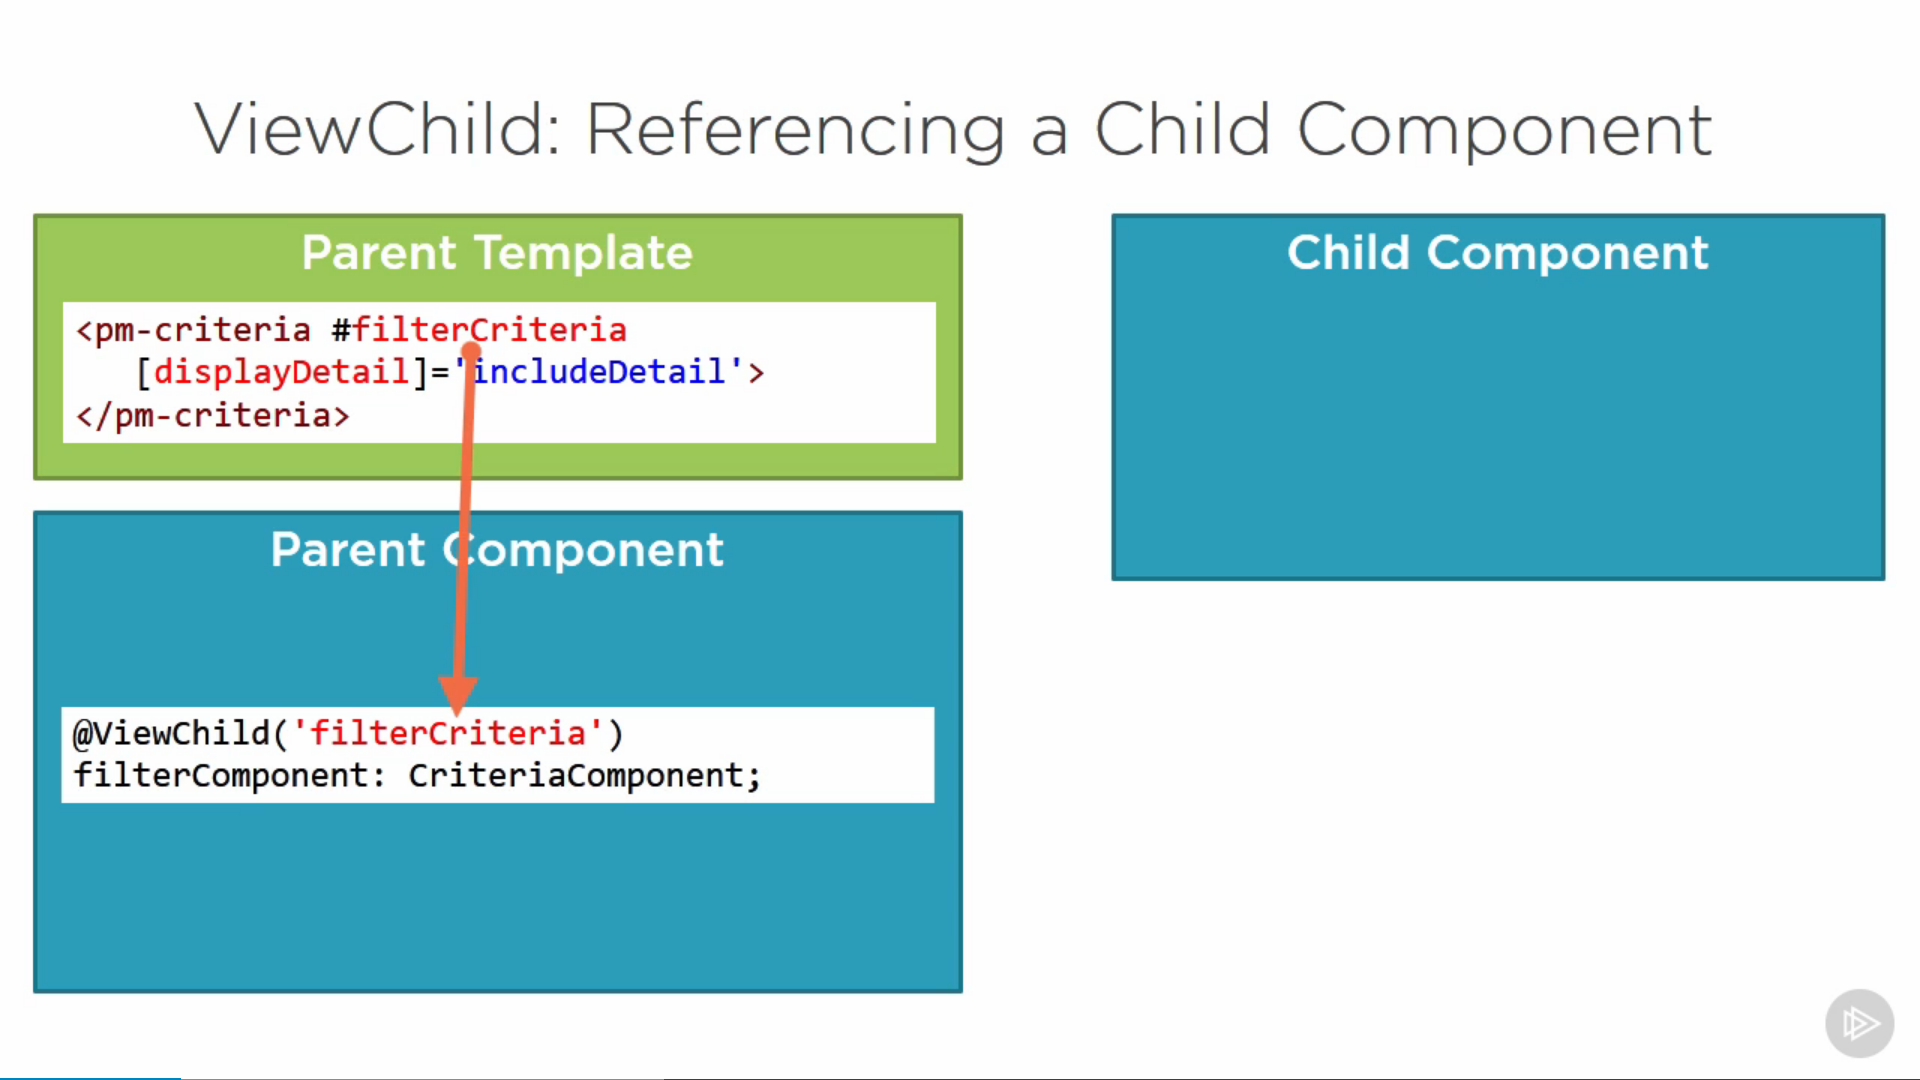 ViewChild: Referencing a Child Component
Parent Template
<pm-criteria #filterCriteria
[displayDetail]='includeDetail'>
</pm-criteria>
Parent Component
@ViewChild('filterCriteria')
filterComponent: CriteriaComponent;
Child Component